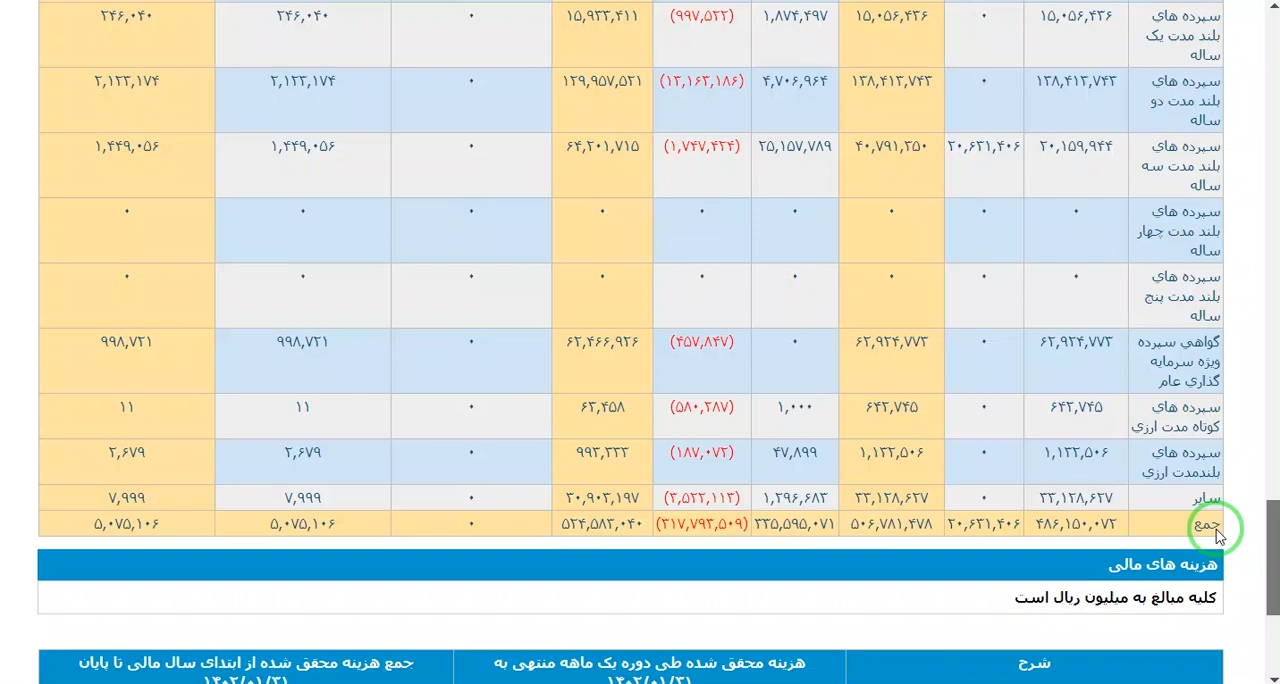 سپرده هاي بلند مدت يک ساله ۱۵,۰۵۶,۴۳۶ ۰ ۱۵,۰۵۶,۴۳۶ ۱,۸۷۴,۴۹۷ (۹۹۷,۵۲۲) ۱۵,۹۳۳,۴۱۱ ۰ ۲۴۶,۰۴۰ ۲۴۶,۰۴۰
سپرده هاي بلند مدت دو ساله ۱۳۸,۴۱۳,۷۴۳ ۰ ۱۳۸,۴۱۳,۷۴۳ ۴,۷۰۶,۹۶۴ (۱۳,۱۶۳,۱۸۶) ۱۲۹,۹۵۷,۵۲۱ ۰ ۲,۱۲۳,۱۷۴ ۲,۱۲۳,۱۷۴
سپرده هاي بلند مدت سه ساله ۲۰,۱۵۹,۹۴۴ ۲۰,۶۳۱,۴۰۶ ۴۰,۷۹۱,۳۵۰ ۲۵,۱۵۷,۷۸۹ (۱,۷۴۷,۴۲۴) ۶۴,۲۰۱,۷۱۵ ۰ ۱,۴۴۹,۰۵۶ ۱,۴۴۹,۰۵۶
سپرده هاي بلند مدت چهار ساله ۰ ۰ ۰ ۰ ۰ ۰ ۰ ۰ ۰
سپرده هاي بلند مدت پنج ساله ۰ ۰ ۰ ۰ ۰ ۰ ۰ ۰ ۰
گواهي سپرده ويژه سرمايه گذاري عام ۶۲,۹۲۴,۷۷۳ ۰ ۶۲,۹۲۴,۷۷۳ ۰ (۴۵۷,۸۴۷) ۶۲,۴۶۶,۹۲۶ ۰ ۹۹۸,۷۲۱ ۹۹۸,۷۲۱
سپرده هاي کوتاه مدت ارزي ۶۴۲,۷۴۵ ۰ ۶۴۲,۷۴۵ ۱,۰۰۰ (۵۸۰,۲۸۷) ۶۳,۴۵۸ ۰ ۱۱ ۱۱
سپرده هاي بلندمدت ارزي ۱,۱۳۲,۵۰۶ ۰ ۱,۱۳۲,۵۰۶ ۴۷,۸۹۹ (۱۸۷,۰۷۲) ۹۹۳,۳۳۳ ۰ ۲,۶۷۹ ۲,۶۷۹
ساير ۳۳,۱۲۸,۶۲۷ ۰ ۳۳,۱۲۸,۶۲۷ ۱,۲۹۶,۶۸۳ (۳,۵۲۲,۱۱۳) ۳۰,۹۰۳,۱۹۷ ۰ ۷,۹۹۹ ۷,۹۹۹
جمع ۴۸۶,۱۵۰,۰۷۲ ۲۰,۶۳۱,۴۰۶ ۵۰۶,۷۸۱,۴۷۸ ۳۳۵,۵۹۵,۰۷۱ (۳۱۷,۷۹۳,۵۰۹) ۵۲۴,۵۸۳,۰۴۰ ۰ ۵,۰۷۵,۱۰۶ ۵,۰۷۵,۱۰۶
هزینه های مالی
کلیه مبالغ به میلیون ریال است
شرح هزینه محقق شده طی دوره یک ماهه منتهی به ۱۴۰۲/۰۱/۳۱ جمع هزینه محقق شده از ابتدای سال مالی تا پایان ۱۴۰۲/۰۱/۳۱